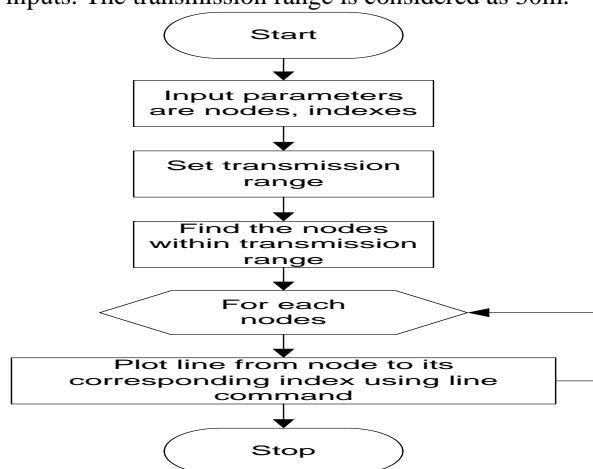 inputs. The transmission range is considered as 30m.
Start
Input parameters
are nodes, indexes
Set transmission
range
Find the nodes
within transmission
range
For each
nodes
Plot line from node to its
corresponding index using line
command
Stop